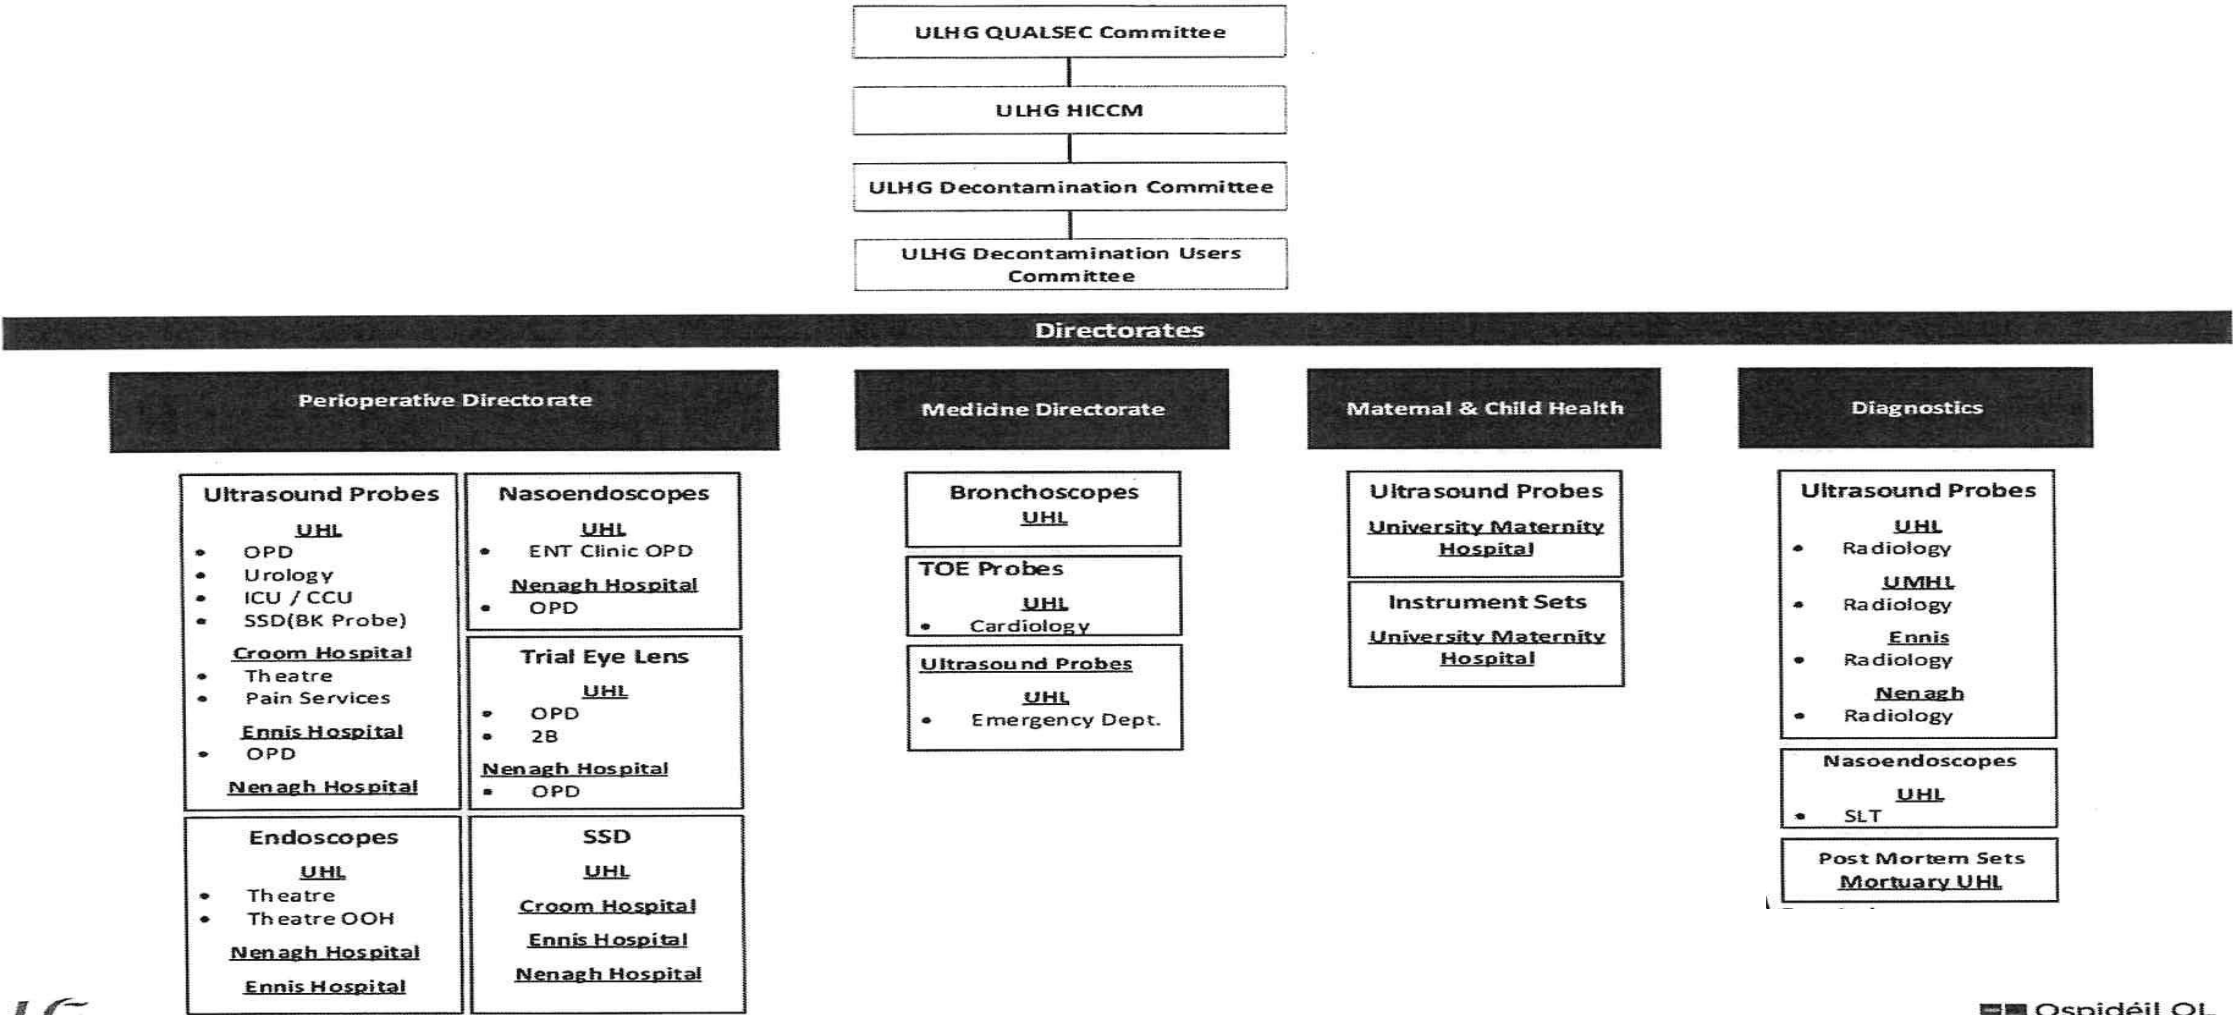 ULHG QUALSEC Committee
ULHG HICCM
ULHG Decontamination Committee
ULHG Decontamination Users
Committee
Directorates
Perioperative Directorate
Ultrasound Probes
UHL
• OPD
• Urology
• ICU / CCU
• SSD(BK Probe)
Croom Hospital
• Theatre
• Pain Services
Ennis Hospital
• OPD
Nenagh Hospital
Endoscopes
UHL
• Theatre
• Theatre OOH
Nenagh Hospital
Ennis Hospital
Nasoendoscopes
UHL
• ENT Clinic OPD
Nenagh Hospital
• OPD
Trial Eye Lens
UHL
• OPD
• 2B
Nenagh Hospital
• OPD
SSD
UHL
Croom Hospital
Ennis Hospital
Nenagh Hospital
Medicine Directorate
Bronchoscopes
UHL
TOE Probes
UHL
• Cardiology
Ultrasound Probes
UHL
• Emergency Dept.
Maternal & Child Health
Ultrasound Probes
University Maternity
Hospital
Instrument Sets
University Maternity
Hospital
Diagnostics
Ultrasound Probes
UHL
• Radiology
UMHL
• Radiology
Ennis
• Radiology
Nenagh
• Radiology
Nasoendoscopes
UHL
• SLT
Post Mortem Sets
Mortuary UHL
Ospidéil OL